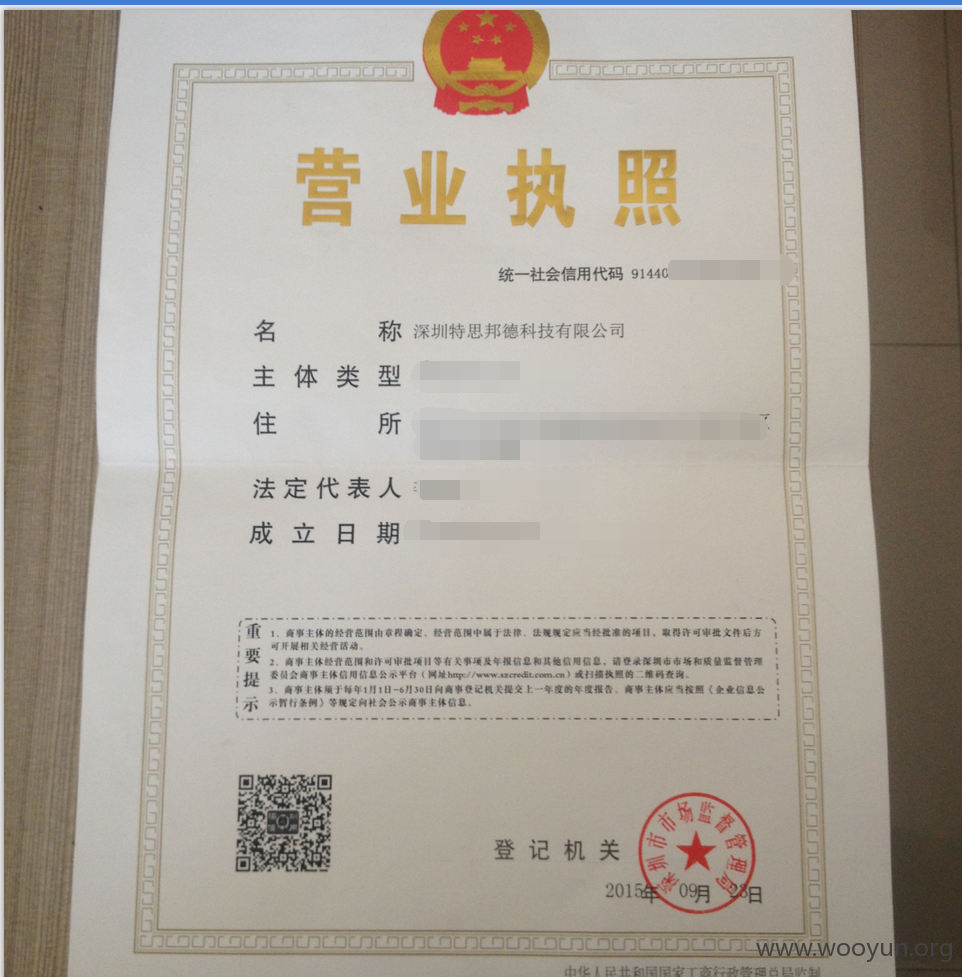 营业执照
统一社会信用代码 91440
名称 深圳特思邦德科技有限公司
主体类型
住所
法定代表人
成立日期
重要提示
1、商事主体的经营范围由章程确定。经营范围中属于法律、法规规定应当经批准的项目，取得许可审批文件后方
可开展相关经营活动。
2、商事主体经营范围和许可审批项目等有关事项及年报信息和其他信用信息，请登录深圳市市场和质量监督管理
委员会商事主体信用信息公示平台（网址http://www.szcredit.com.cn）或扫描执照的二维码查询。
3、商事主体须于每年1月1日-6月30日向商事登记机关提交上一年度的年度报告。商事主体应当按照《企业信息公
示暂行条例》等规定向社会公示商事主体信息。
登记机关
深圳市市场监督管理局
2015年 09月 23日
www.wooyun.org
中华人民共和国国家工商行政管理总局监制